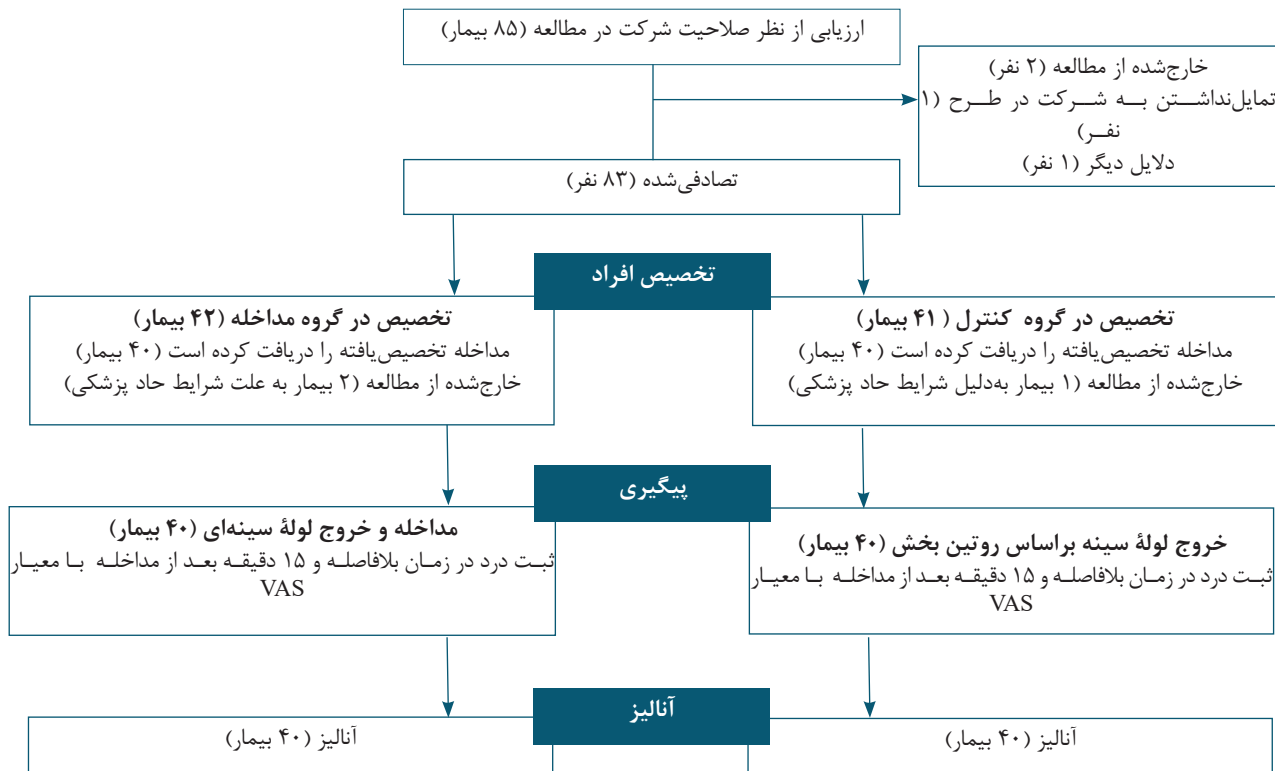 ارزیابی از نظر صلاحیت شرکت در مطالعه (۸۵ بیمار)
خارج‌شده از مطالعه (۲ نفر)
تمایل‌نداشتن به شرکت در طرح (۱
نفر)
دلایل دیگر (۱ نفر)
تصادفی‌شده (۸۳ نفر)
تخصیص افراد
تخصیص در گروه کنترل ( ۴۱ بیمار)
مداخله تخصیص‌یافته را دریافت کرده است (۴۰ بیمار)
خارج‌شده از مطالعه (۱ بیمار به‌دلیل شرایط حاد پزشکی)
تخصیص در گروه مداخله (۴۲ بیمار)
مداخله تخصیص‌یافته را دریافت کرده است (۴۰ بیمار)
خارج‌شده از مطالعه (۲ بیمار به علت شرایط حاد پزشکی)
پیگیری
خروج لولهٔ سینه براساس روتین بخش (۴۰ بیمار)
ثبت درد در زمان بلافاصله و ۱۵ دقیقه بعد از مداخله با معیار
VAS
مداخله و خروج لولهٔ سینه‌ای (۴۰ بیمار)
ثبت درد در زمان بلافاصله و ۱۵ دقیقه بعد از مداخله با معیار
VAS
آنالیز
آنالیز (۴۰ بیمار)
آنالیز (۴۰ بیمار)